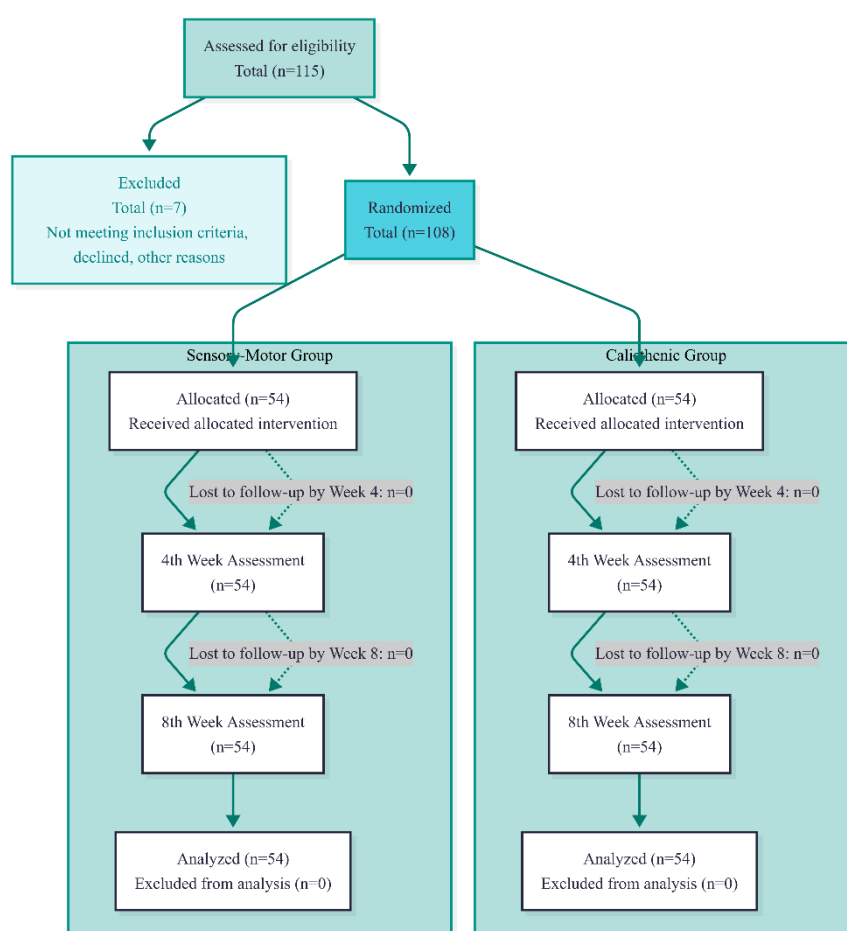 Assessed for eligibility
Total (n=115)
Excluded
Total (n=7)
Not meeting inclusion criteria,
declined, other reasons
Randomized
Total (n=108)
Sensory-Motor Group
Allocated (n=54)
Received allocated intervention
Lost to follow-up by Week 4: n=0
4th Week Assessment
(n=54)
Lost to follow-up by Week 8: n=0
8th Week Assessment
(n=54)
Analyzed (n=54)
Excluded from analysis (n=0)
Calisthenic Group
Allocated (n=54)
Received allocated intervention
Lost to follow-up by Week 4: n=0
4th Week Assessment
(n=54)
Lost to follow-up by Week 8: n=0
8th Week Assessment
(n=54)
Analyzed (n=54)
Excluded from analysis (n=0)